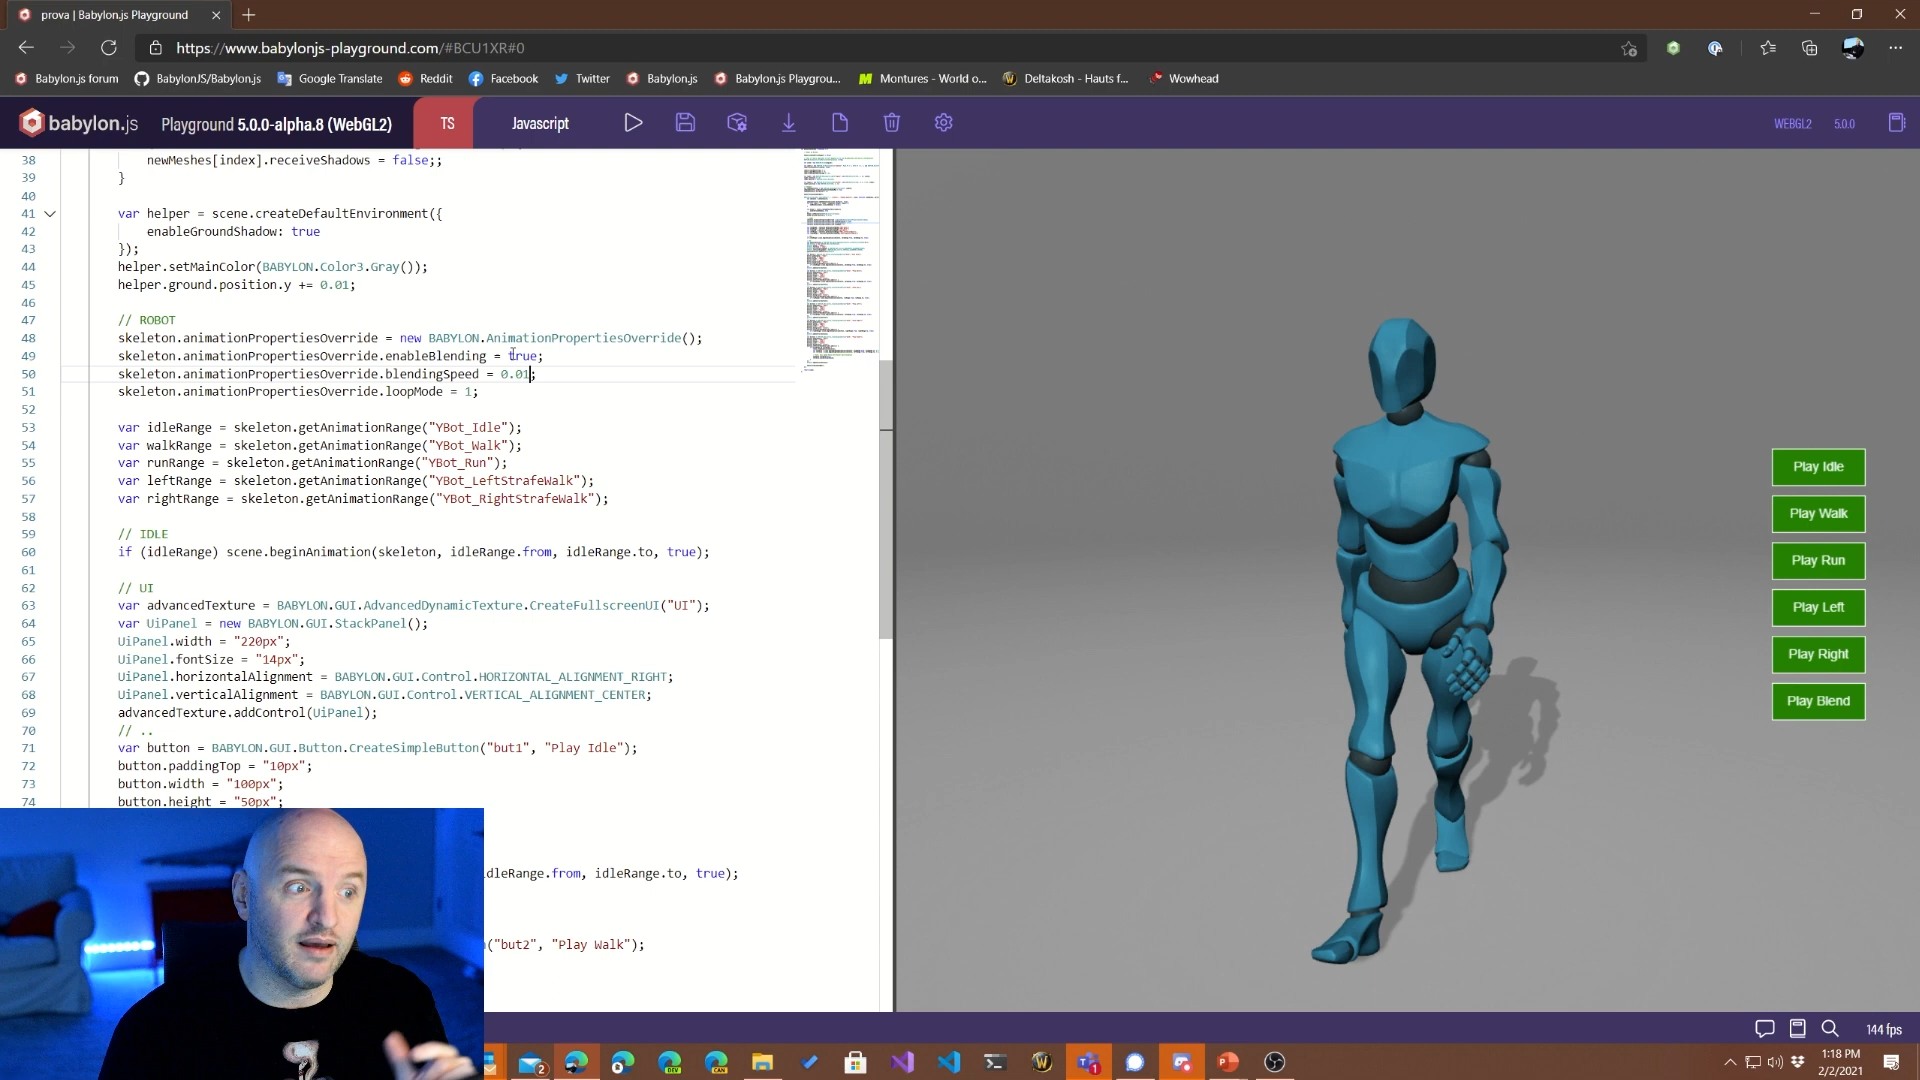 prova | Babylon.js Playground
https://www.babylonjs-playground.com/#BCU1XR#0
Babylon.js forum
BabylonJS/Babylon.js
Google Translate
Reddit
Facebook
Twitter
Babylon.js
Babylon.js Playgrou...
Montures - World o...
Deltakosh - Hauts f...
Wowhead
babylon.js
Playground 5.0.0-alpha.8 (WebGL2)
TS
Javascript
WEBGL2
5.0.0
38 newMeshes[index].receiveShadows = false;;
39 }
40
41 var helper = scene.createDefaultEnvironment({
42 enableGroundShadow: true
43 });
44 helper.setMainColor(BABYLON.Color3.Gray());
45 helper.ground.position.y += 0.01;
46
47 // ROBOT
48 skeleton.animationPropertiesOverride = new BABYLON.AnimationPropertiesOverride();
49 skeleton.animationPropertiesOverride.enableBlending = true;
50 skeleton.animationPropertiesOverride.blendingSpeed = 0.01;
51 skeleton.animationPropertiesOverride.loopMode = 1;
52
53 var idleRange = skeleton.getAnimationRange("YBot_Idle");
54 var walkRange = skeleton.getAnimationRange("YBot_Walk");
55 var runRange = skeleton.getAnimationRange("YBot_Run");
56 var leftRange = skeleton.getAnimationRange("YBot_LeftStrafeWalk");
57 var rightRange = skeleton.getAnimationRange("YBot_RightStrafeWalk");
58
59 // IDLE
60 if (idleRange) scene.beginAnimation(skeleton, idleRange.from, idleRange.to, true);
61
62 // UI
63 var advancedTexture = BABYLON.GUI.AdvancedDynamicTexture.CreateFullscreenUI("UI");
64 var UiPanel = new BABYLON.GUI.StackPanel();
65 UiPanel.width = "220px";
66 UiPanel.fontSize = "14px";
67 UiPanel.horizontalAlignment = BABYLON.GUI.Control.HORIZONTAL_ALIGNMENT_RIGHT;
68 UiPanel.verticalAlignment = BABYLON.GUI.Control.VERTICAL_ALIGNMENT_CENTER;
69 advancedTexture.addControl(UiPanel);
70 // ..
71 var button = BABYLON.GUI.Button.CreateSimpleButton("but1", "Play Idle");
72 button.paddingTop = "10px";
73 button.width = "100px";
74 button.height = "50px";
idleRange.from, idleRange.to, true);
("but2", "Play Walk");
Play Idle
Play Walk
Play Run
Play Left
Play Right
Play Blend
144 fps
1:18 PM
2/2/2021